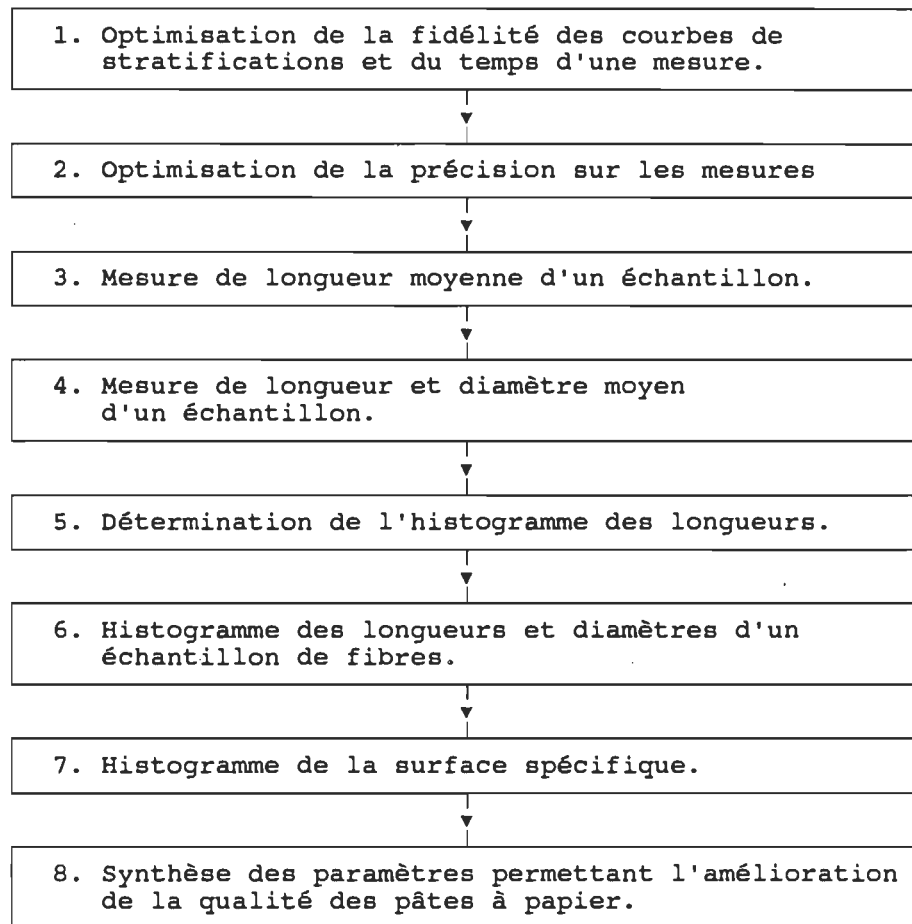 1. Optimisation de la fidélité des courbes de
stratifications et du temps d'une mesure.
2. Optimisation de la précision sur les mesures
3. Mesure de longueur moyenne d'un échantillon.
4. Mesure de longueur et diamètre moyen
d'un échantillon.
5. Détermination de l'histogramme des longueurs.
6. Histogramme des longueurs et diamètres d'un
échantillon de fibres.
7. Histogramme de la surface spécifique.
8. Synthèse des paramètres permettant l'amélioration
de la qualité des pâtes à papier.